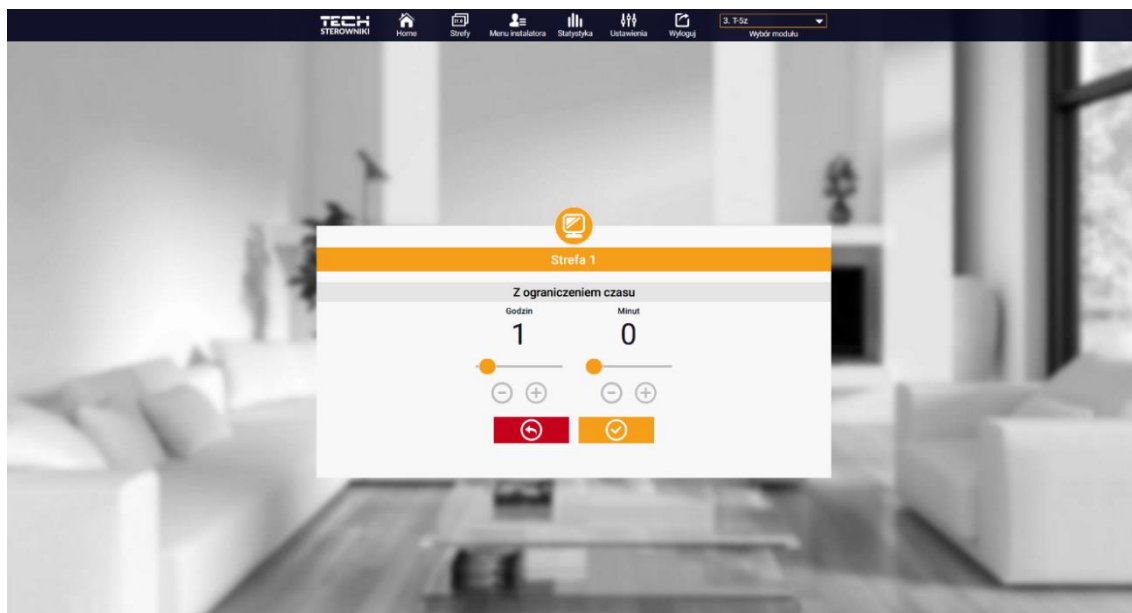 TECH
STEROWNIKI
Home
Strefy
Menu instalatora
Statystyka
Ustawienia
Wyloguj
3. T-Sz
Wybór modułu
Strefa 1
Z ograniczeniem czasu
Godzin
Minut
1
0